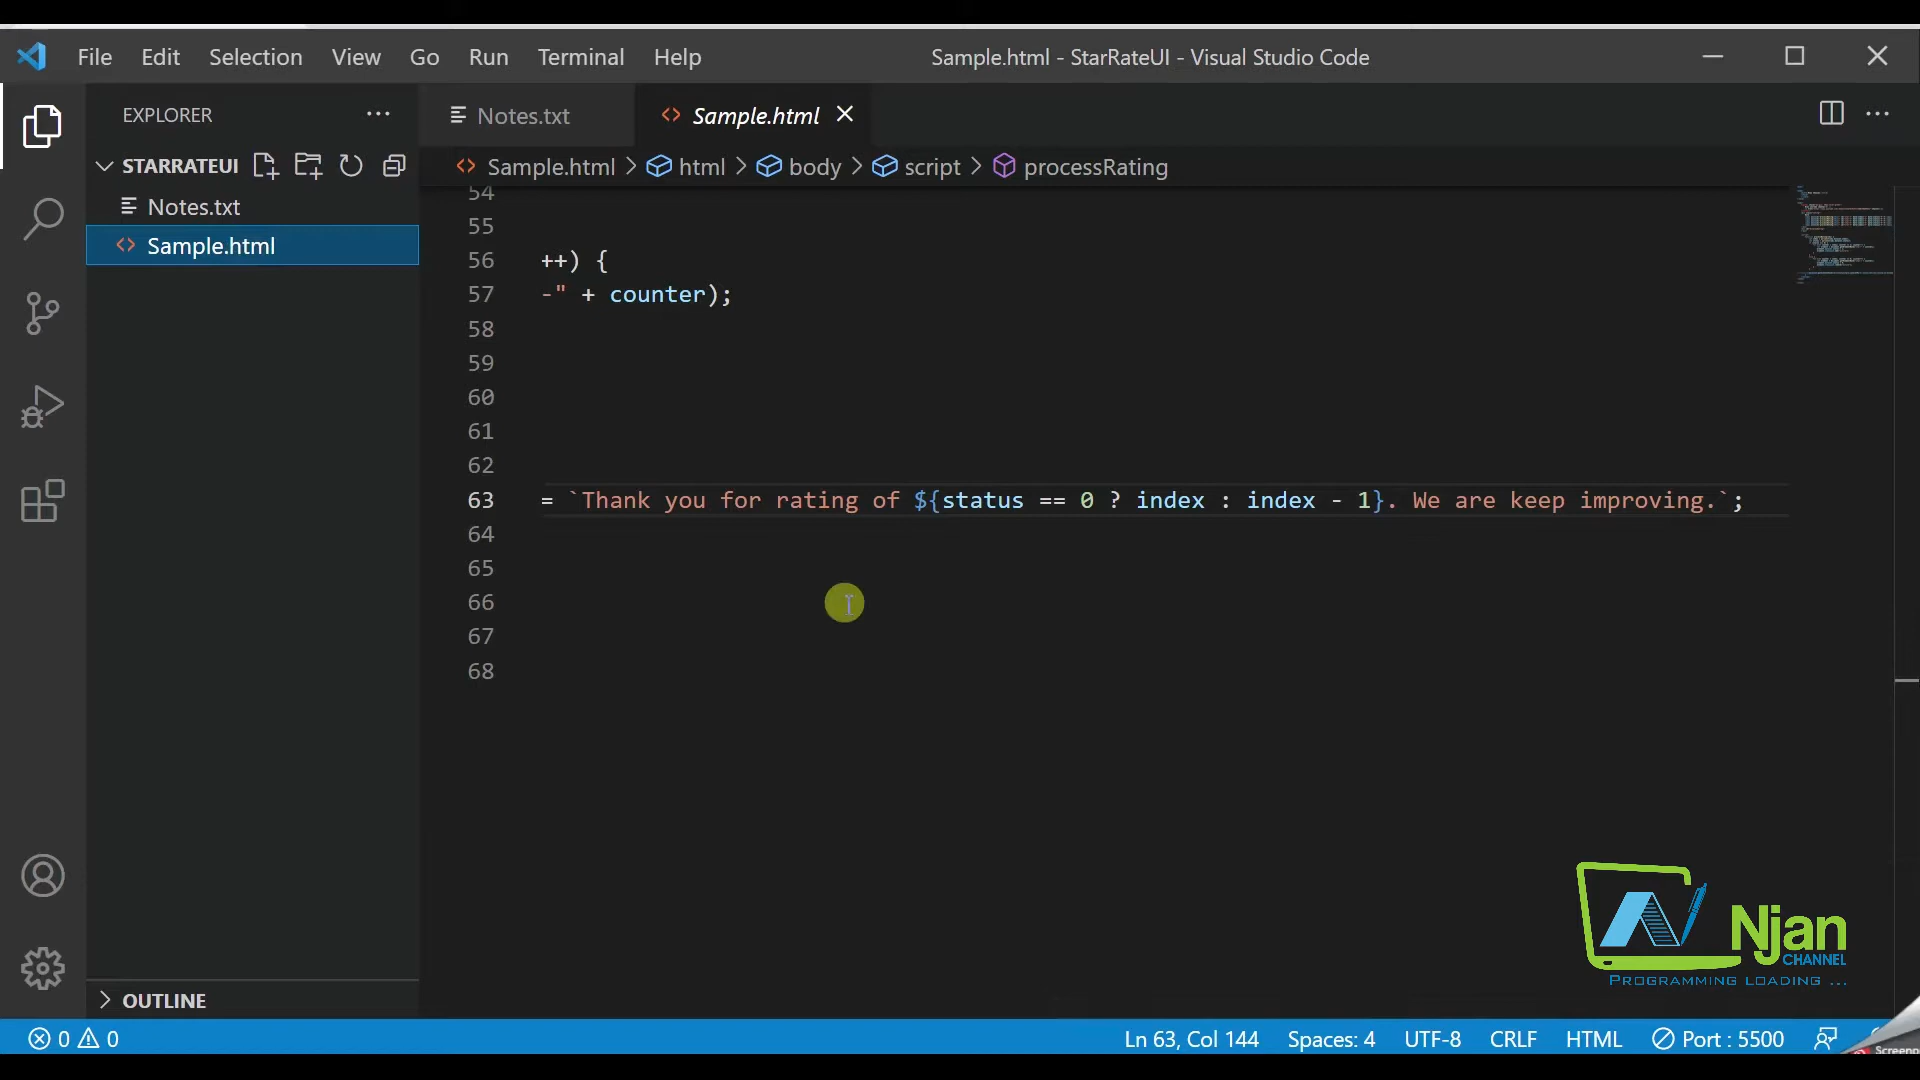 File Edit Selection View Go Run Terminal Help
Sample.html - StarRateUI - Visual Studio Code
EXPLORER
Notes.txt
Sample.html
STARRATEUI
Sample.html > html > body > script > processRating
Notes.txt
Sample.html
54
55
56 ++) {
57 -" + counter);
58
59
60
61
62
63 = `Thank you for rating of ${status == 0 ? index : index - 1}. We are keep improving.`;
64
65
66
67
68
Njan
CHANNEL
PROGRAMMING LOADING ...
OUTLINE
0 0
Ln 63, Col 144
Spaces: 4
UTF-8
CRLF
HTML
Port : 5500